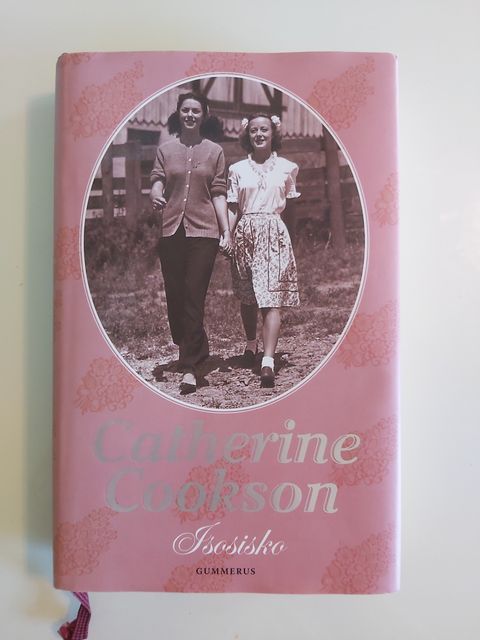 Catherine
Cookson
Isosisko
GUMMERUS